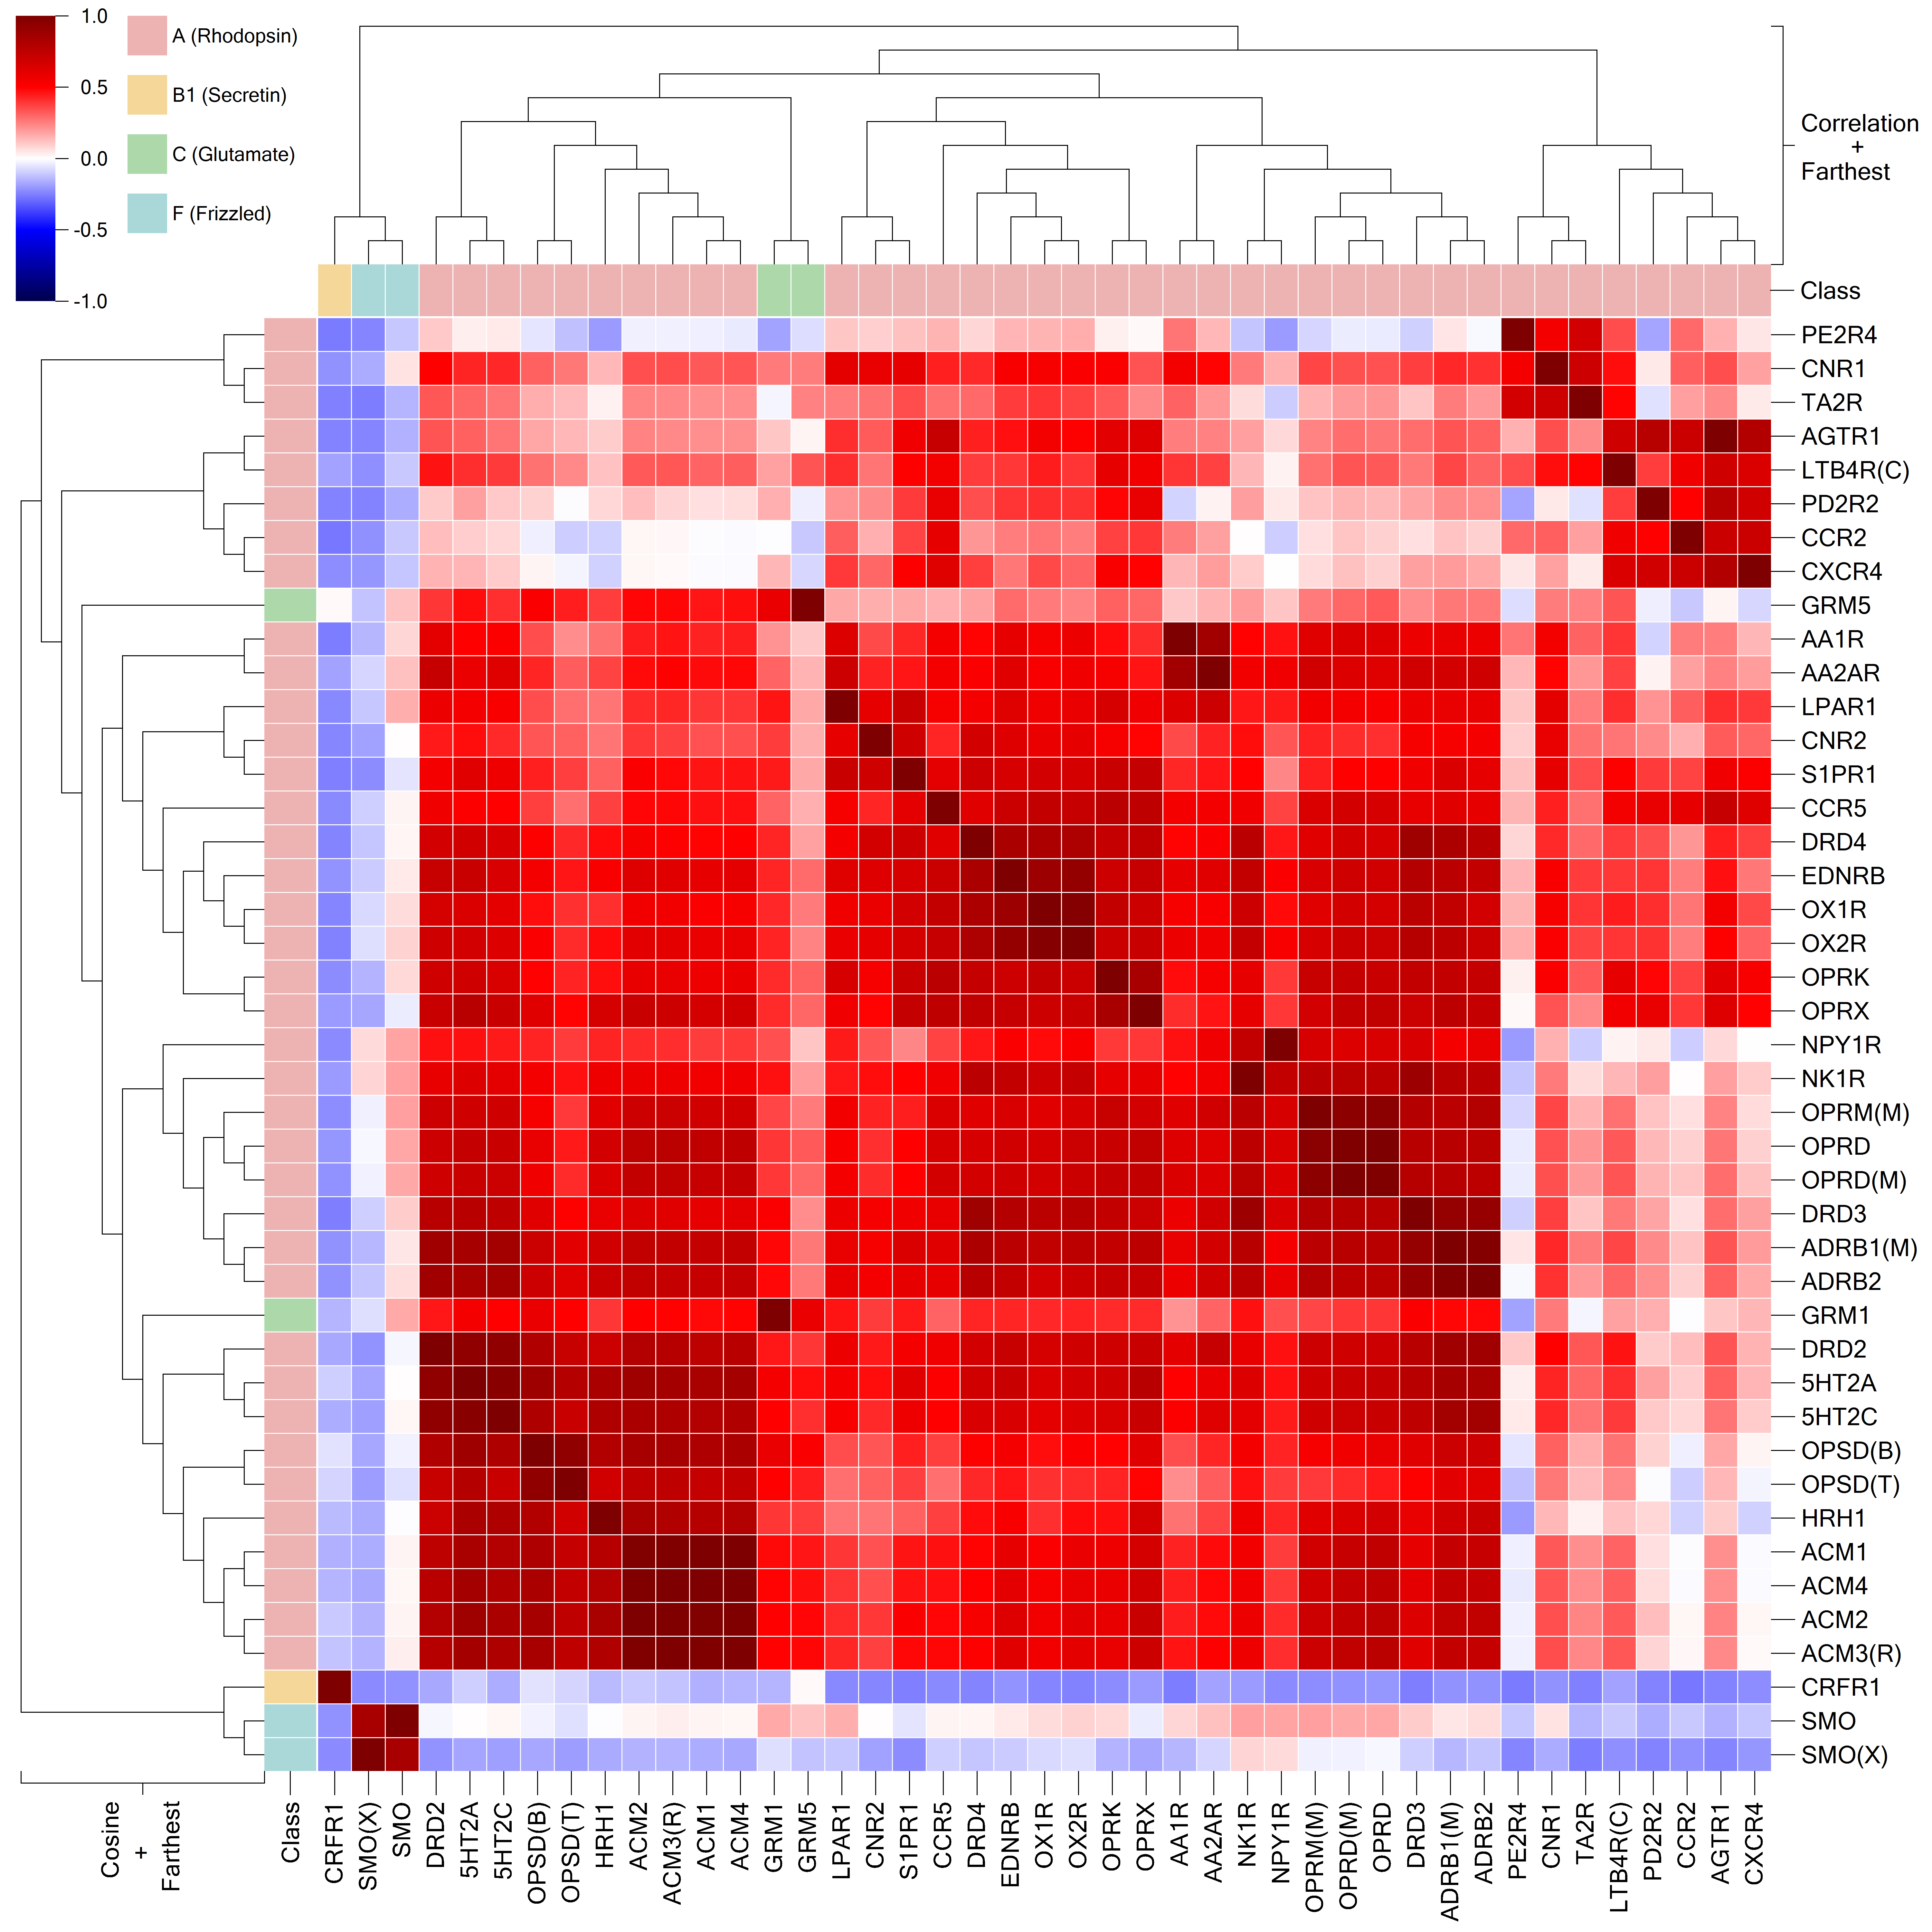 1.0
0.5
0.0
-0.5
-1.0
A (Rhodopsin)
B1 (Secretin)
C (Glutamate)
F (Frizzled)
Correlation
+
Farthest
Class
PE2R4
CNR1
TA2R
AGTR1
LTB4R(C)
PD2R2
CCR2
CXCR4
GRM5
AA1R
AA2AR
LPAR1
CNR2
S1PR1
CCR5
DRD4
EDNRB
OX1R
OX2R
OPRK
OPRX
NPY1R
NK1R
OPRM(M)
OPRD
OPRD(M)
DRD3
ADRB1(M)
ADRB2
GRM1
DRD2
5HT2A
5HT2C
OPSD(B)
OPSD(T)
HRH1
ACM1
ACM4
ACM2
ACM3(R)
CRFR1
SMO
SMO(X)
Cosine
+
Farthest
Class
CRFR1
SMO(X)
SMO
DRD2
5HT2A
5HT2C
OPSD(B)
OPSD(T)
HRH1
ACM2
ACM3(R)
ACM1
ACM4
GRM1
GRM5
LPAR1
CNR2
S1PR1
CCR5
DRD4
EDNRB
OX1R
OX2R
OPRK
OPRX
AA1R
AA2AR
NK1R
NPY1R
OPRM(M)
OPRD(M)
OPRD
DRD3
ADRB1(M)
ADRB2
PE2R4
CNR1
TA2R
LTB4R(C)
PD2R2
CCR2
AGTR1
CXCR4